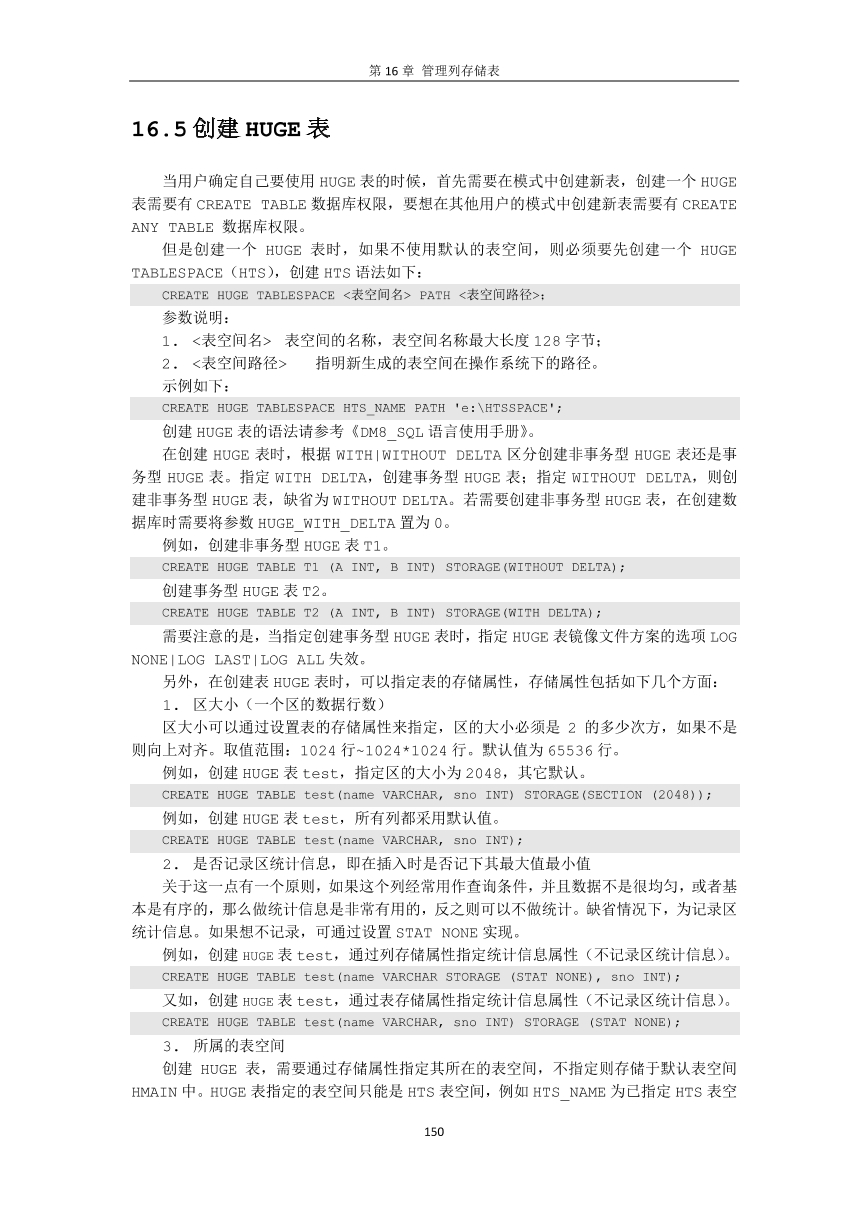 第 16 章 管理列存储表
16.5 创建 HUGE 表
当用户确定自己要使用 HUGE 表的时候，首先需要在模式中创建新表，创建一个 HUGE
表需要有 CREATE TABLE 数据库权限，要想在其他用户的模式中创建新表需要有 CREATE
ANY TABLE 数据库权限。
但是创建一个 HUGE 表时，如果不使用默认的表空间，则必须要先创建一个 HUGE
TABLESPACE（HTS），创建 HTS 语法如下：
CREATE HUGE TABLESPACE <表空间名> PATH <表空间路径>;
参数说明：
1. <表空间名> 表空间的名称，表空间名称最大长度 128 字节；
2. <表空间路径> 指明新生成的表空间在操作系统下的路径。
示例如下：
CREATE HUGE TABLESPACE HTS_NAME PATH 'e:\HTSSPACE';
创建 HUGE 表的语法请参考《DM8_SQL 语言使用手册》。
在创建 HUGE 表时，根据 WITH|WITHOUT DELTA 区分创建非事务型 HUGE 表还是事
务型 HUGE 表。指定 WITH DELTA，创建事务型 HUGE 表；指定 WITHOUT DELTA，则创
建非事务型 HUGE 表，缺省为 WITHOUT DELTA。若需要创建非事务型 HUGE 表，在创建数
据库时需要将参数 HUGE_WITH_DELTA 置为 0。
例如，创建非事务型 HUGE 表 T1。
CREATE HUGE TABLE T1 (A INT, B INT) STORAGE(WITHOUT DELTA);
创建事务型 HUGE 表 T2。
CREATE HUGE TABLE T2 (A INT, B INT) STORAGE(WITH DELTA);
需要注意的是，当指定创建事务型 HUGE 表时，指定 HUGE 表镜像文件方案的选项 LOG
NONE|LOG LAST|LOG ALL 失效。
另外，在创建表 HUGE 表时，可以指定表的存储属性，存储属性包括如下几个方面：
1. 区大小（一个区的数据行数）
区大小可以通过设置表的存储属性来指定，区的大小必须是 2 的多少次方，如果不是
则向上对齐。取值范围：1024 行~1024*1024 行。默认值为 65536 行。
例如，创建 HUGE 表 test，指定区的大小为 2048，其它默认。
CREATE HUGE TABLE test(name VARCHAR, sno INT) STORAGE(SECTION (2048));
例如，创建 HUGE 表 test，所有列都采用默认值。
CREATE HUGE TABLE test(name VARCHAR, sno INT);
2. 是否记录区统计信息，即在插入时是否记下其最大值最小值
关于这一点有一个原则，如果这个列经常用作查询条件，并且数据不是很均匀，或者基
本是有序的，那么做统计信息是非常有用的，反之则可以不做统计。缺省情况下，为记录区
统计信息。如果想不记录，可通过设置 STAT NONE 实现。
例如，创建 HUGE 表 test，通过列存储属性指定统计信息属性（不记录区统计信息）。
CREATE HUGE TABLE test(name VARCHAR STORAGE (STAT NONE), sno INT);
又如，创建 HUGE 表 test，通过表存储属性指定统计信息属性（不记录区统计信息）。
CREATE HUGE TABLE test(name VARCHAR, sno INT) STORAGE (STAT NONE);
3. 所属的表空间
创建 HUGE 表，需要通过存储属性指定其所在的表空间，不指定则存储于默认表空间
HMAIN 中。HUGE 表指定的表空间只能是 HTS 表空间，例如 HTS_NAME 为已指定 HTS 表空
150